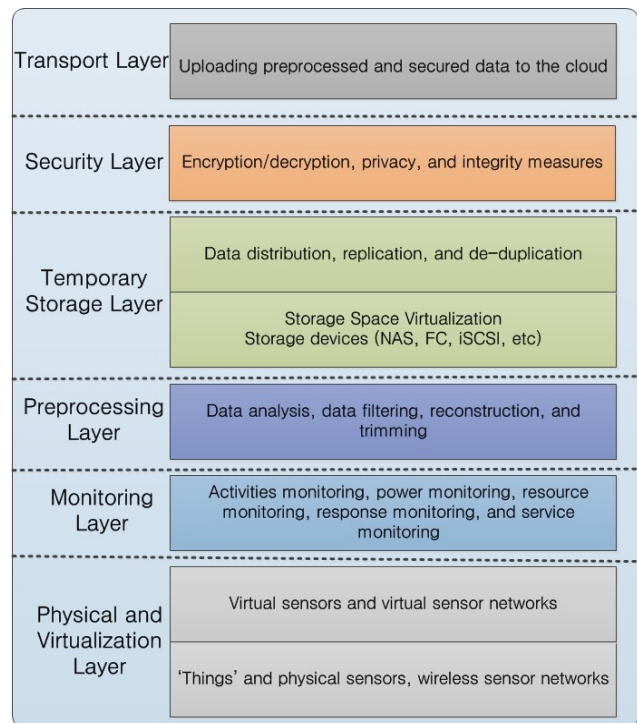 Transport Layer
Uploading preprocessed and secured data to the cloud
Security Layer
Encryption/decryption, privacy, and integrity measures
Temporary
Storage Layer
Data distribution, replication, and de-duplication
Storage Space Virtualization
Storage devices (NAS, FC, iSCSI, etc)
Preprocessing
Layer
Data analysis, data filtering, reconstruction, and
trimming
Monitoring
Layer
Activities monitoring, power monitoring, resource
monitoring, response monitoring, and service
monitoring
Physical and
Virtualization
Layer
Virtual sensors and virtual sensor networks
'Things' and physical sensors, wireless sensor networks